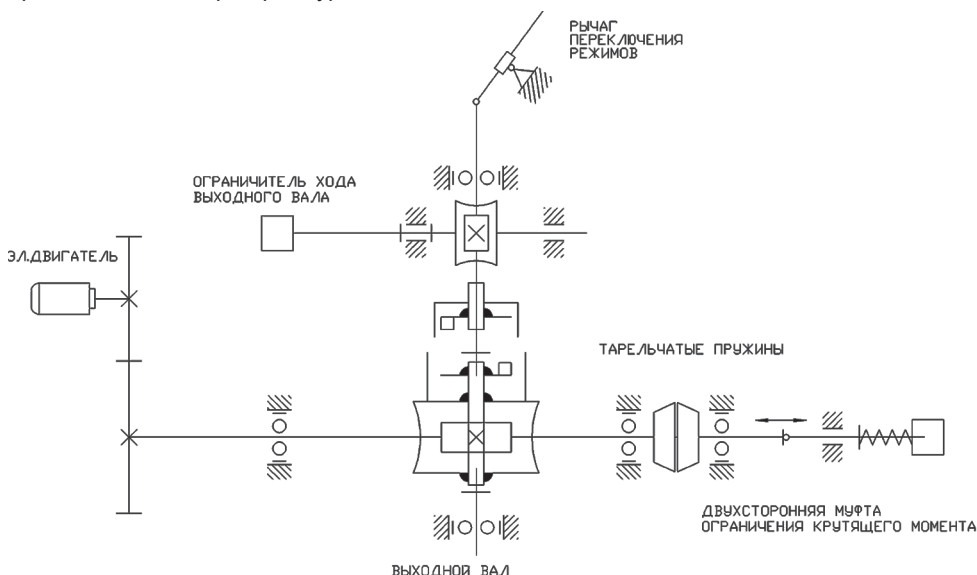 РЫЧАГ
ПЕРЕКЛЮЧЕНИЯ
РЕЖИМОВ
ОГРАНИЧИТЕЛЬ ХОДА
ВЫХОДНОГО ВАЛА
ЭЛ.ДВИГАТЕЛЬ
ТАРЕЛЬЧАТЫЕ ПРУЖИНЫ
ДВУХСТОРОННЯЯ МУФТА
ОГРАНИЧЕНИЯ КРУТЯЩЕГО МОМЕНТА
ВЫХОДНОЙ ВАЛ